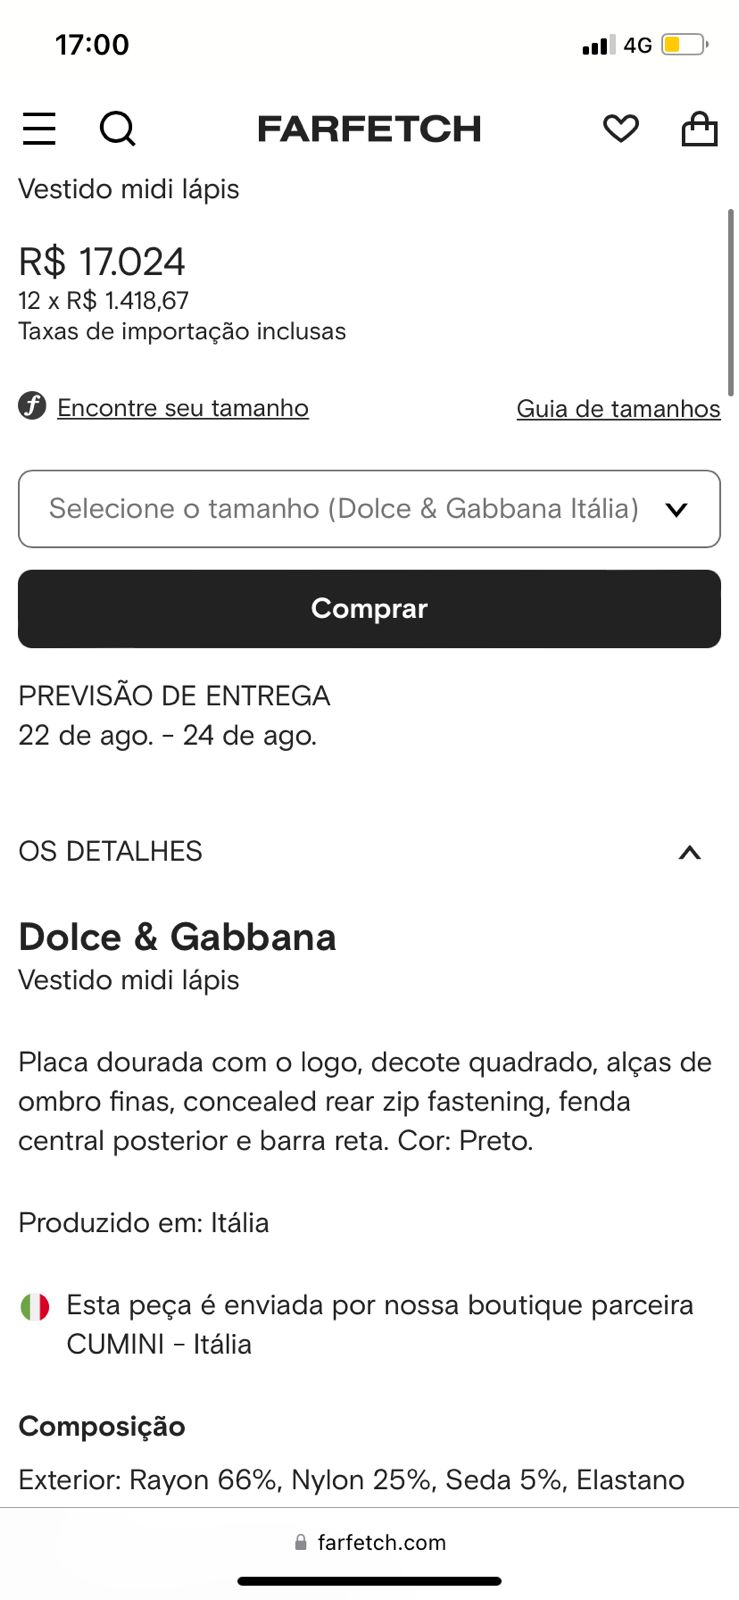 17:00
4G
FARFETCH
Vestido midi lápis
R$ 17.024
12 x R$ 1.418,67
Taxas de importação inclusas
Encontre seu tamanho
Guia de tamanhos
Selecione o tamanho (Dolce & Gabbana Itália)
Comprar
PREVISÃO DE ENTREGA
22 de ago. - 24 de ago.
OS DETALHES
Dolce & Gabbana
Vestido midi lápis
Placa dourada com o logo, decote quadrado, alças de
ombro finas, concealed rear zip fastening, fenda
central posterior e barra reta. Cor: Preto.
Produzido em: Itália
Esta peça é enviada por nossa boutique parceira
CUMINI - Itália
Composição
Exterior: Rayon 66%, Nylon 25%, Seda 5%, Elastano
farfetch.com